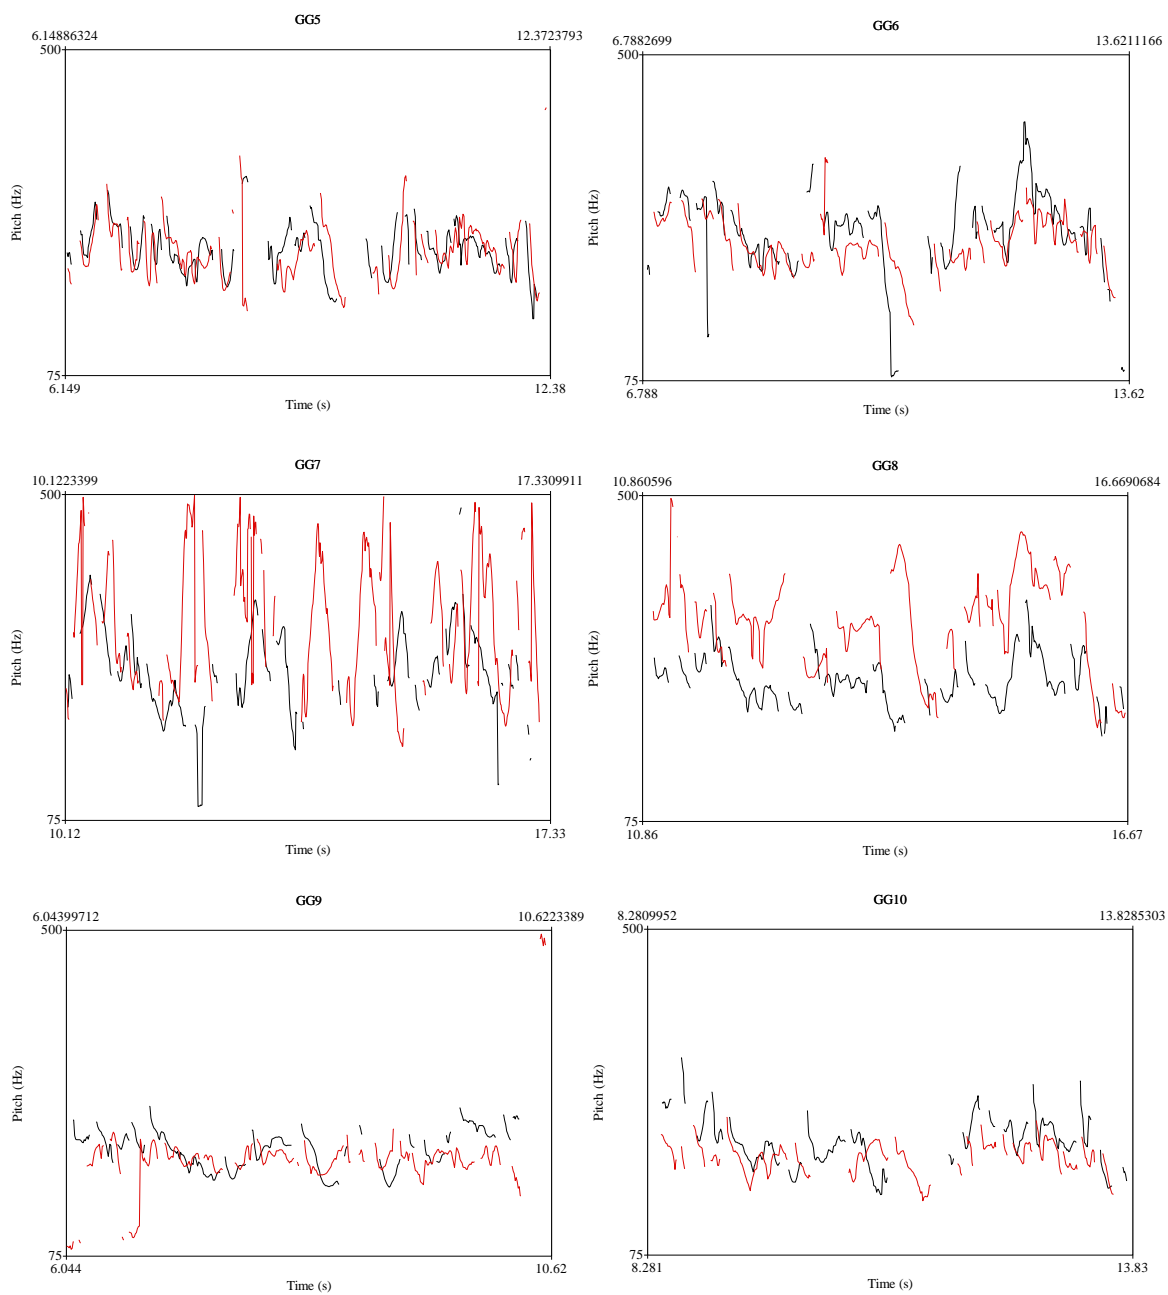 GG5
6.14886324 12.3723793
500
Pitch (Hz)
75
6.149 12.38
Time (s)
GG6
6.7882699 13.6211166
500
Pitch (Hz)
75
6.788 13.62
Time (s)
GG7
10.1223399 17.3309911
500
Pitch (Hz)
75
10.12 17.33
Time (s)
GG8
10.860596 16.6690684
500
Pitch (Hz)
75
10.86 16.67
Time (s)
GG9
6.04399712 10.6223389
500
Pitch (Hz)
75
6.044 10.62
Time (s)
GG10
8.2809952 13.8285303
500
Pitch (Hz)
75
8.281 13.83
Time (s)